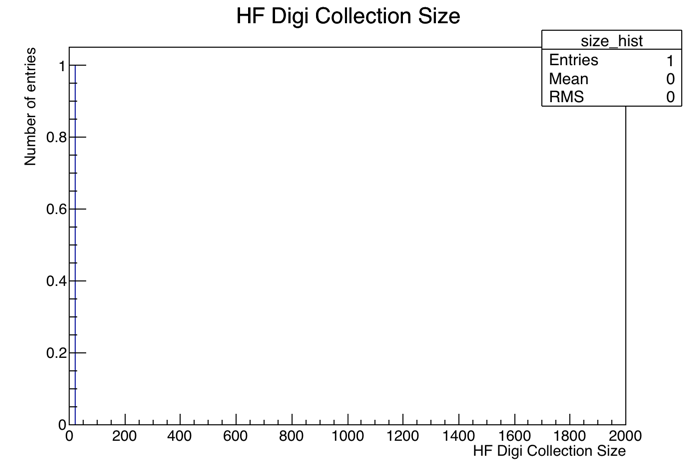 HF Digi Collection Size
size_hist
Entries 1
Mean 0
RMS 0
Number of entries
1
0.8
0.6
0.4
0.2
0
0 200 400 600 800 1000 1200 1400 1600 1800 2000
HF Digi Collection Size